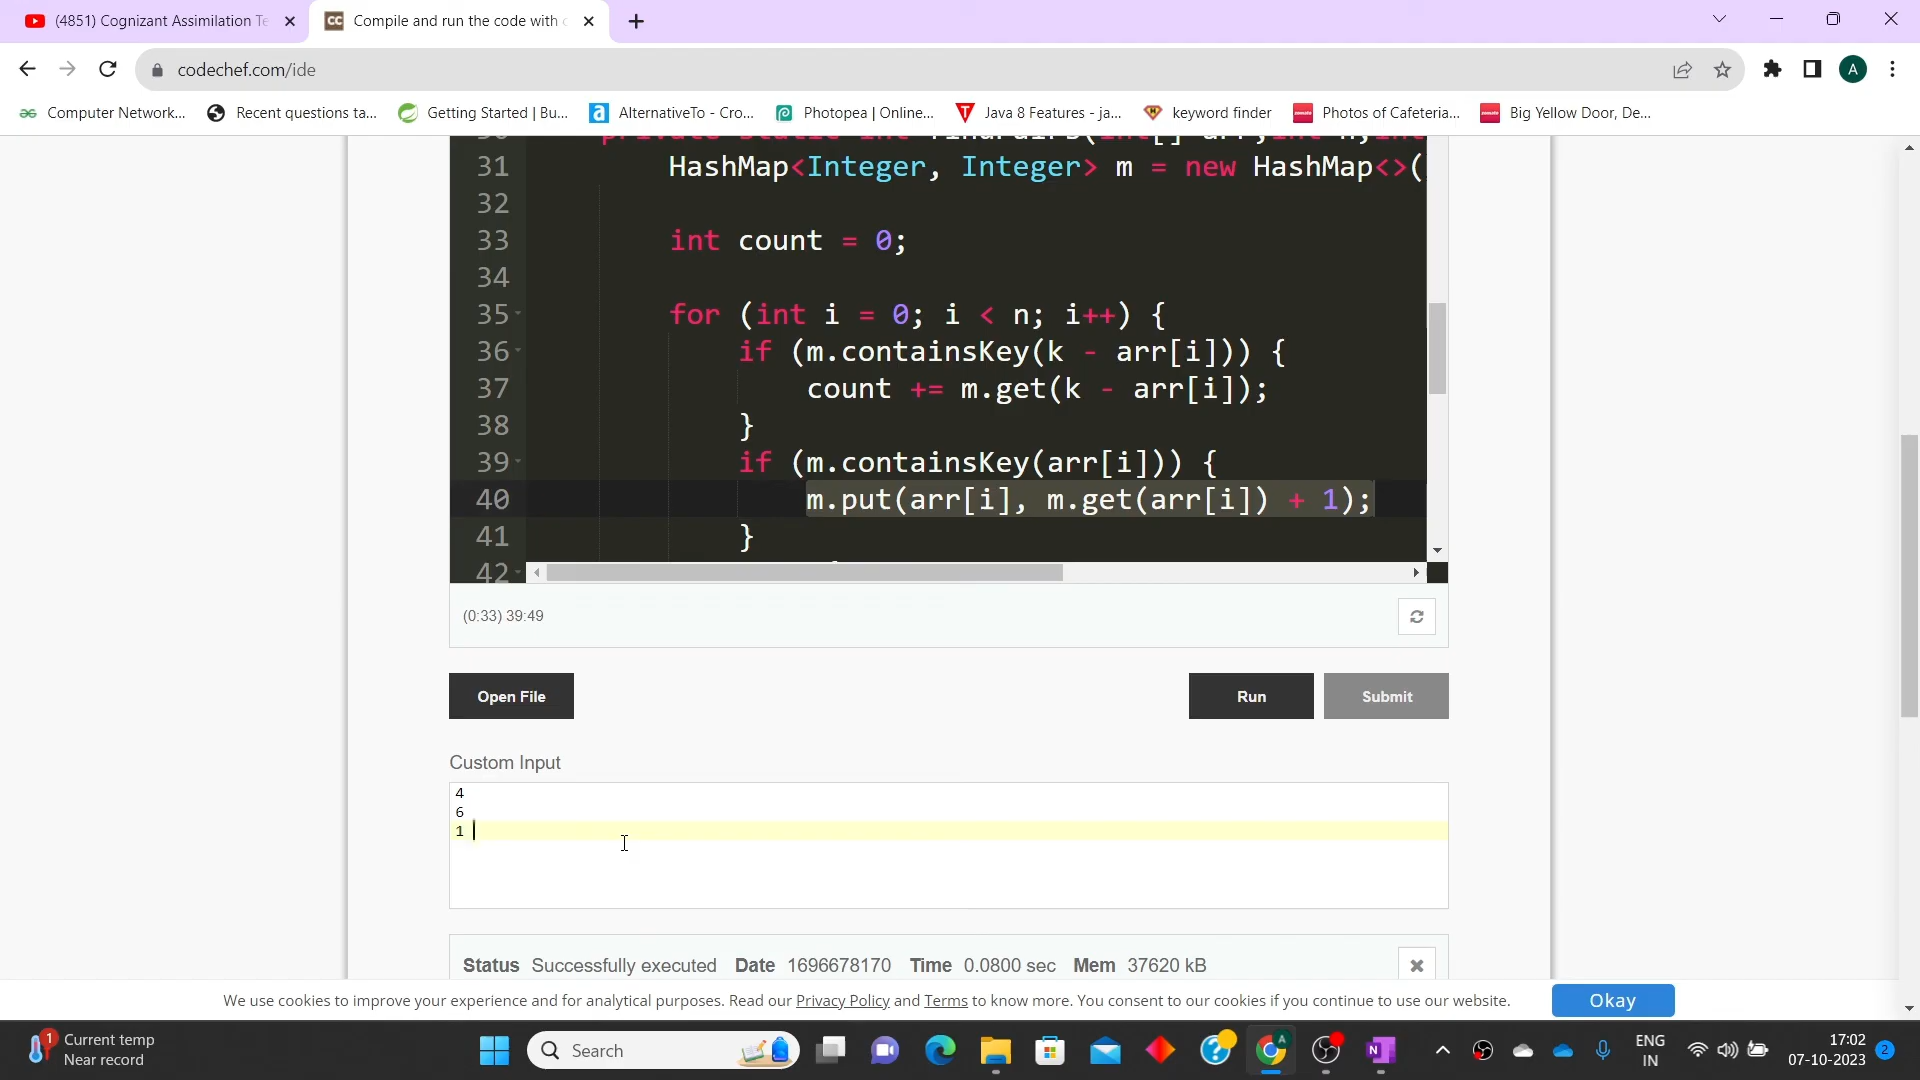 (4851) Cognizant Assimilation Te
Compile and run the code with c
codechef.com/ide
A
Computer Network...
Recent questions ta...
Getting Started | Bu...
AlternativeTo - Cro...
Photopea | Online...
Java 8 Features - ja...
keyword finder
Photos of Cafeteria...
Big Yellow Door, De...
31 HashMap<Integer, Integer> m = new HashMap<>(
32
33 int count = 0;
34
35 for (int i = 0; i < n; i++) {
36 if (m.containsKey(k - arr[i])) {
37 count += m.get(k - arr[i]);
38 }
39 if (m.containsKey(arr[i])) {
40 m.put(arr[i], m.get(arr[i]) + 1);
41 }
42
(0:33) 39:49
Open File
Run
Submit
Custom Input
4
6
1
Status Successfully executed Date 1696678170 Time 0.0800 sec Mem 37620 kB
We use cookies to improve your experience and for analytical purposes. Read our Privacy Policy and Terms to know more. You consent to our cookies if you continue to use our website.
Okay
1
Current temp
Near record
Search
ENG
IN
17:02
07-10-2023
2